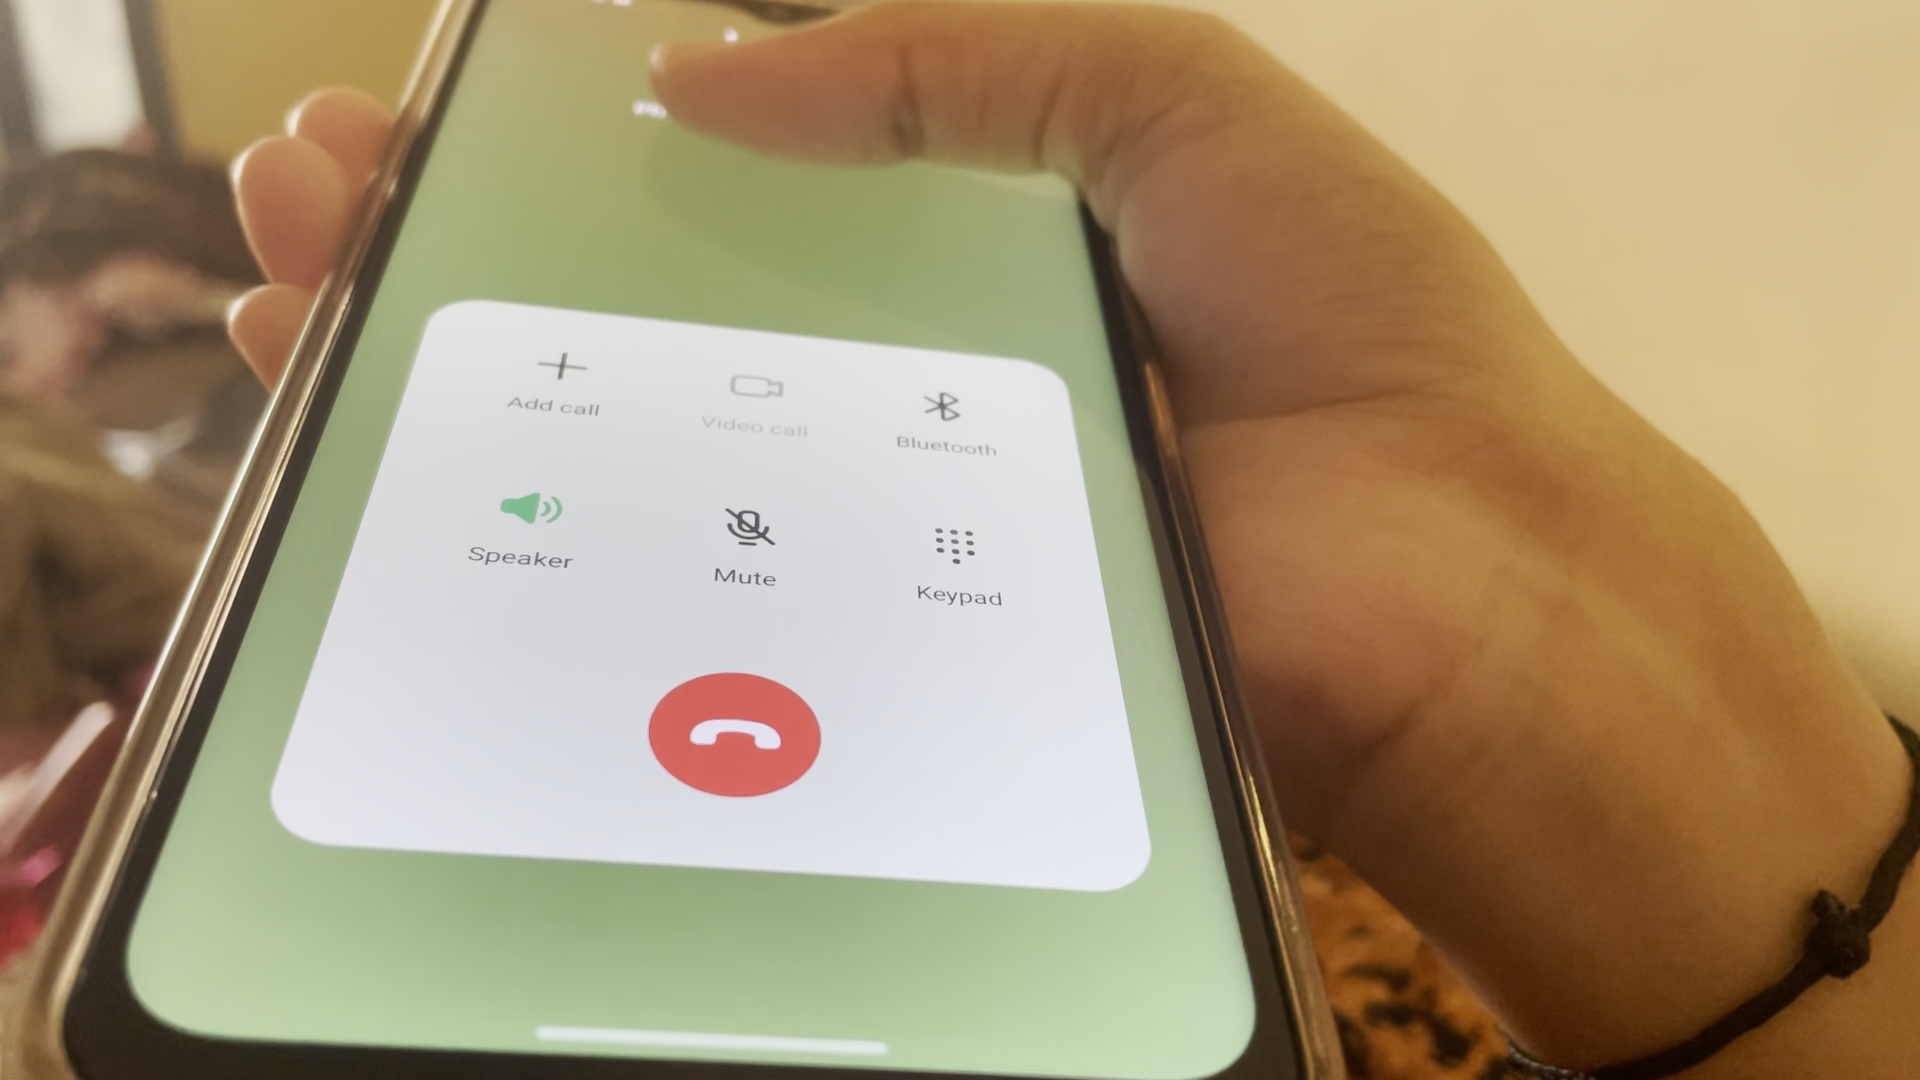 Add call
Video call
Bluetooth
Speaker
Mute
Keypad